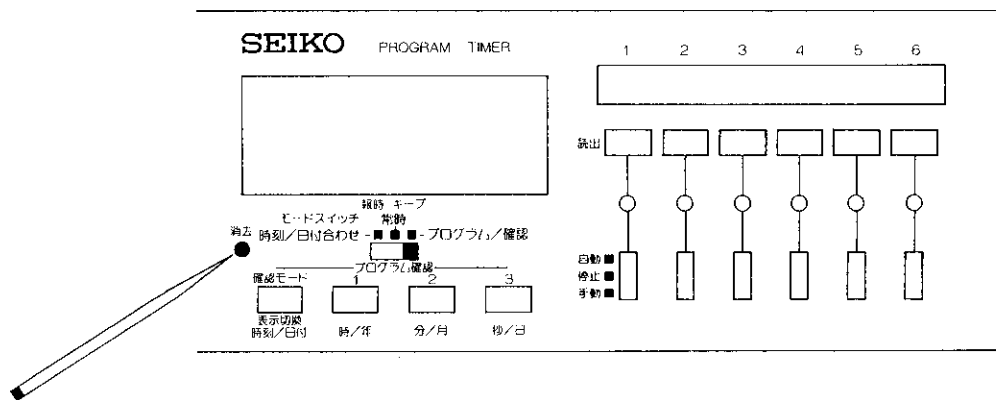 SEIKO PROGRAM TIMER
1 2 3 4 5 6
読出
報時 キープ
モードスイッチ 常時
消去
時刻/日付合わせ プログラム/確認
プログラム確認
確認モード 1 2 3
表示切換
時刻/日付 時/年 分/月 秒/日
自動
停止
手動